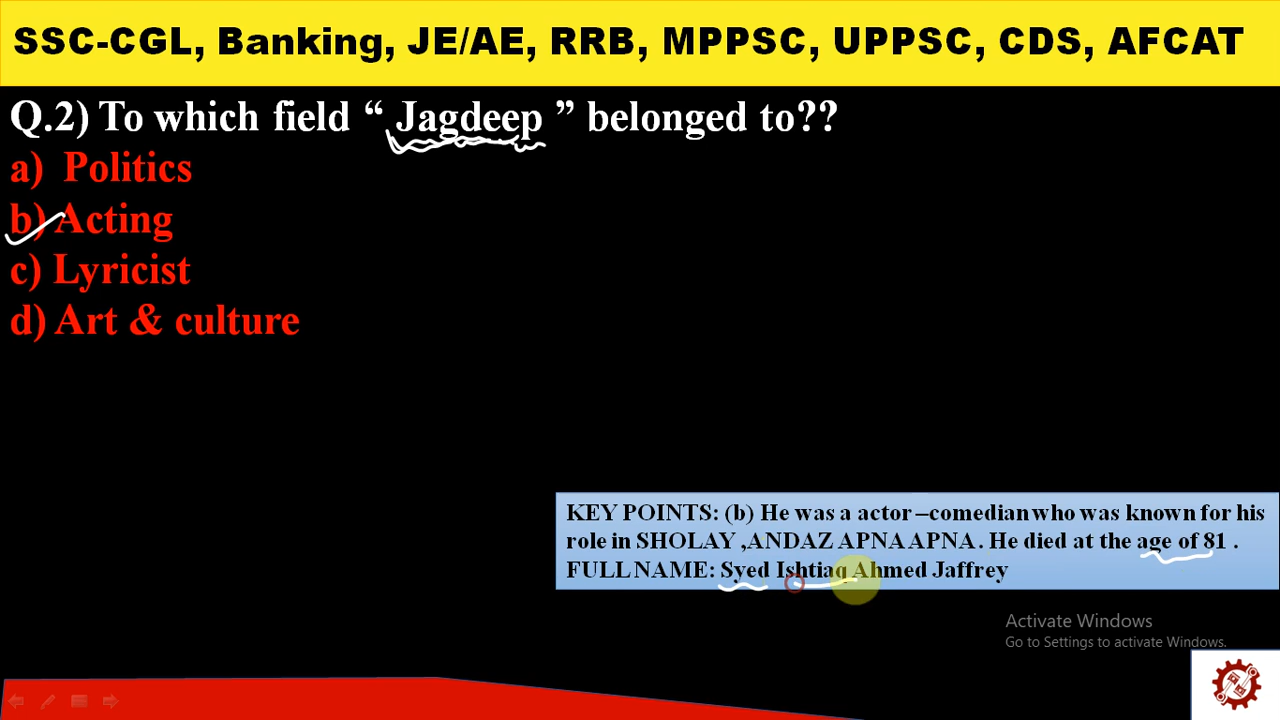 SSC-CGL, Banking, JE/AE, RRB, MPPSC, UPPSC, CDS, AFCAT
Q.2) To which field “ Jagdeep ” belonged to??
a) Politics
b) Acting
c) Lyricist
d) Art & culture
KEY POINTS: (b) He was a actor –comedian who was known for his
role in SHOLAY ,ANDAZ APNA APNA . He died at the age of 81 .
FULL NAME: Syed Ishtiaq Ahmed Jaffrey
Activate Windows
Go to Settings to activate Windows.